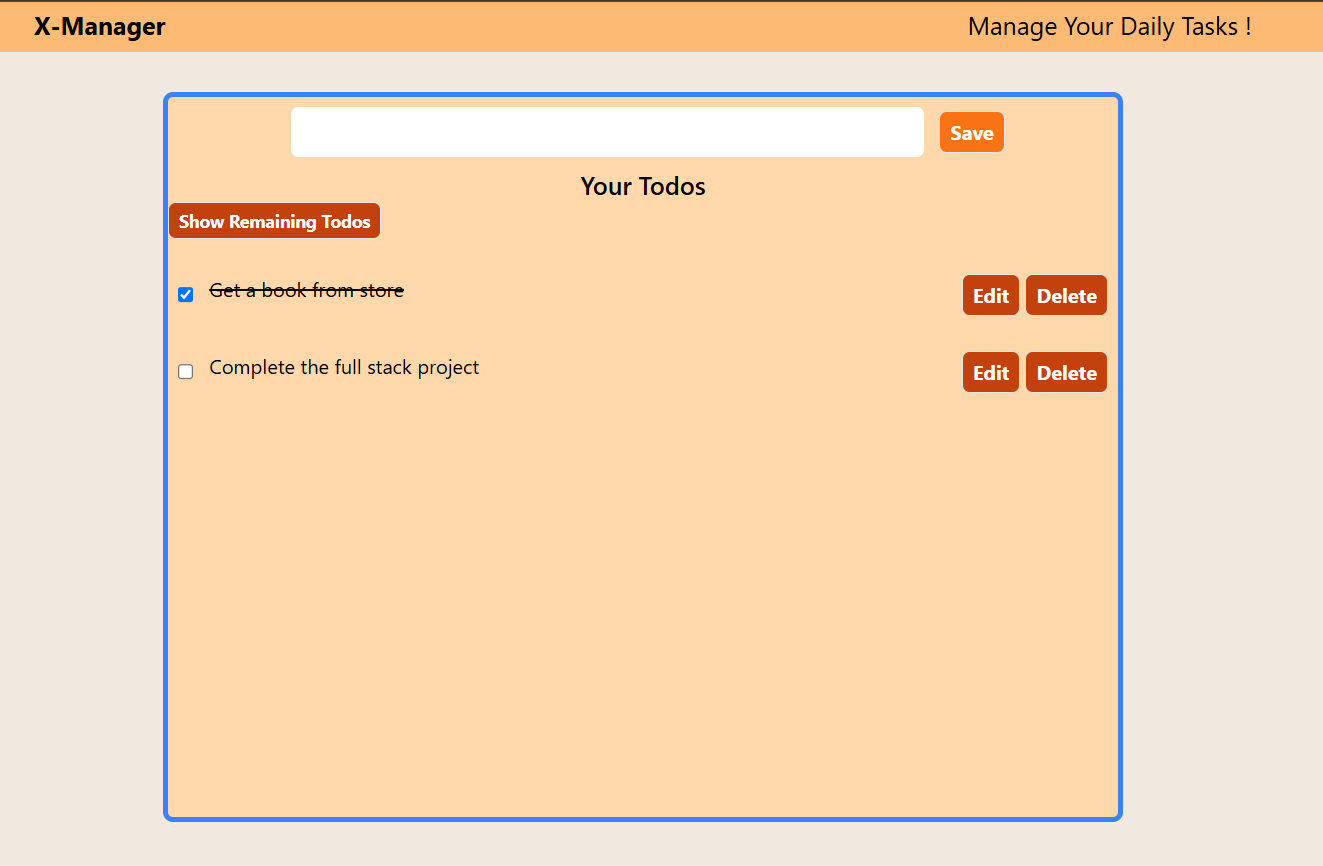 X-Manager
Manage Your Daily Tasks !
Save
Your Todos
Show Remaining Todos
Get a book from store
Edit Delete
Complete the full stack project
Edit Delete